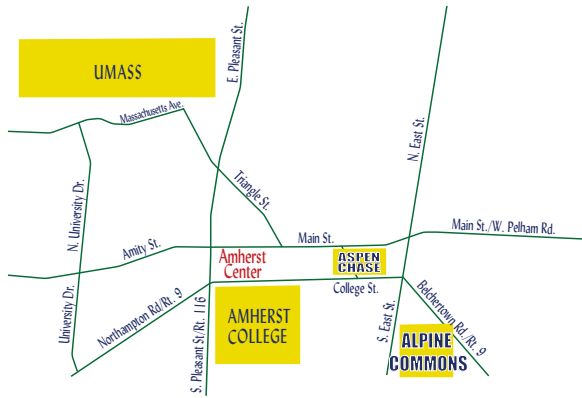 UMASS
E. Pleasant St.
Massachusetts Ave.
N. East St.
Triangle St.
N. University Dr.
Main St./W. Pelham Rd.
Main St.
Amity St.
Amherst
Center
ASPEN
CHASE
College St.
University Dr.
Northampton Rd/Rt. 9
S. Pleasant St/Rt. 116
AMHERST
COLLEGE
S. East St.
Belchertown Rd./Rt. 9
ALPINE
COMMONS